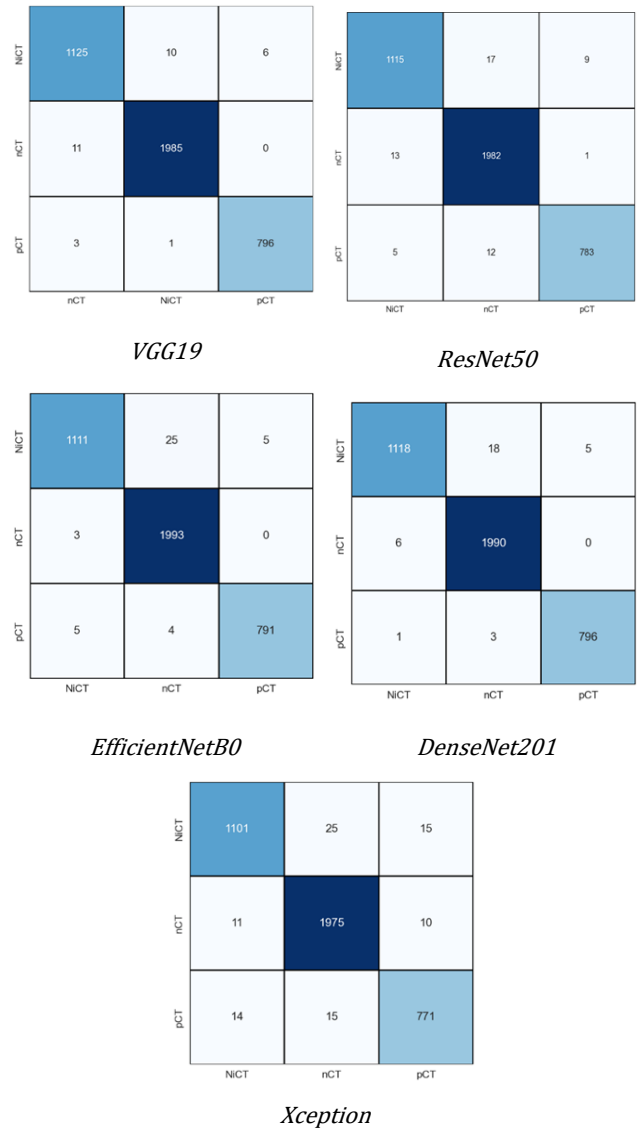 NiCT 1125 10 6
nCT 11 1985 0
pCT 3 1 796
nCT NiCT pCT
VGG19
NiCT 1115 17 9
nCT 13 1982 1
pCT 5 12 783
NiCT nCT pCT
ResNet50
NiCT 1111 25 5
nCT 3 1993 0
pCT 5 4 791
NiCT nCT pCT
EfficientNetB0
NiCT 1118 18 5
nCT 6 1990 0
pCT 1 3 796
NiCT nCT pCT
DenseNet201
NiCT 1101 25 15
nCT 11 1975 10
pCT 14 15 771
NiCT nCT pCT
Xception